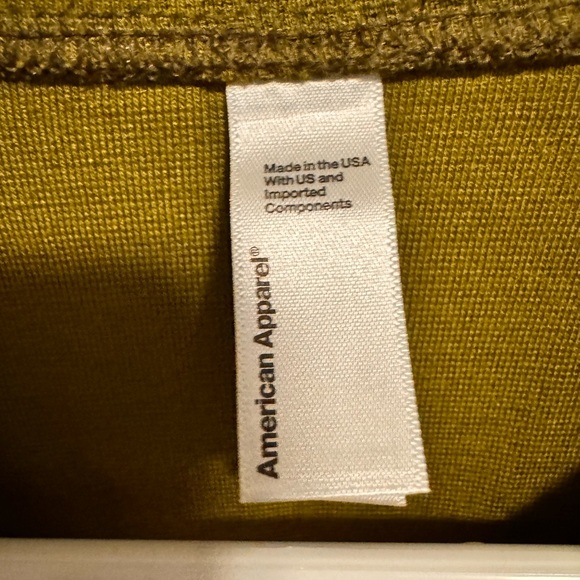 Made in the USA
With US and
Imported
Components
American Apparel®